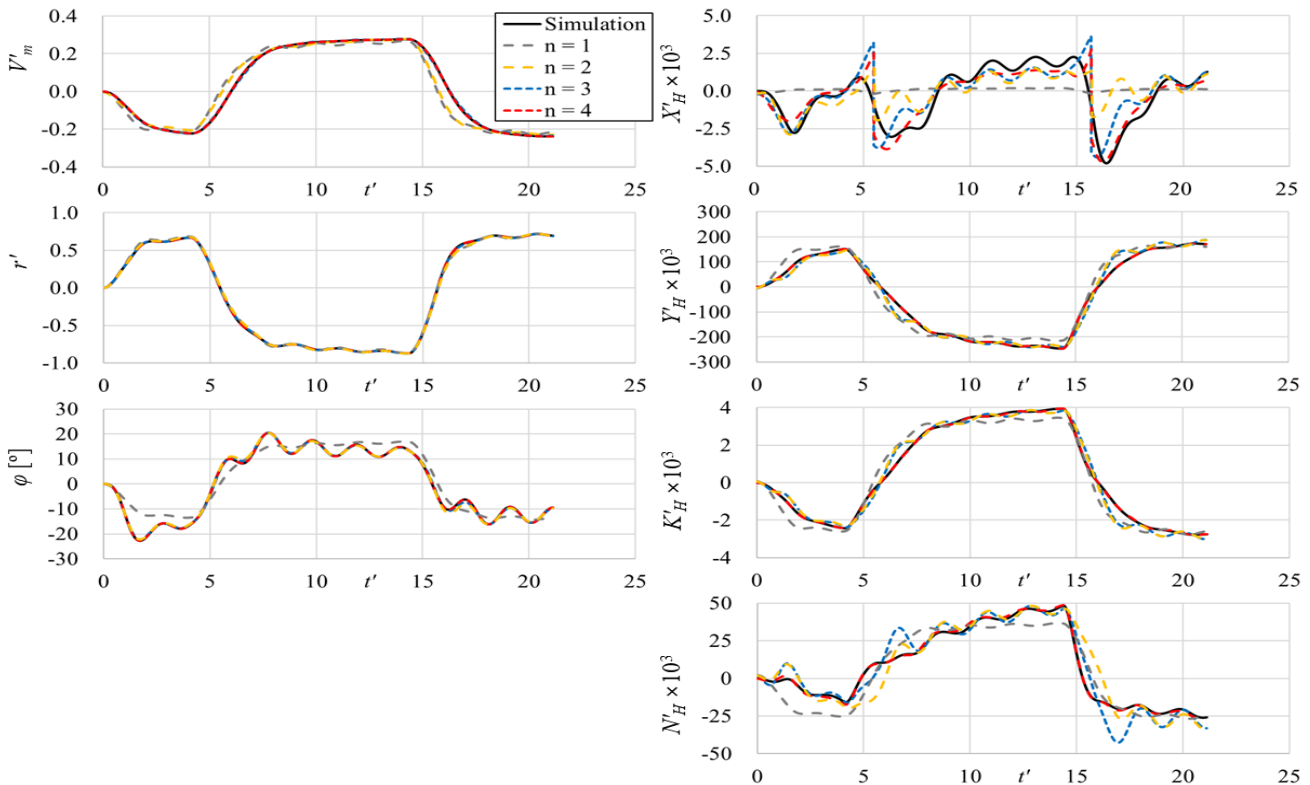 V'm
0.4
0.2
0.0
-0.2
-0.4
0 5 10 t' 15 20 25
Simulation
n = 1
n = 2
n = 3
n = 4
r'
1.0
0.5
0.0
-0.5
-1.0
0 5 10 t' 15 20 25
φ [º]
30
20
10
0
-10
-20
-30
0 5 10 t' 15 20 25
X'H ×10³
5.0
2.5
0.0
-2.5
-5.0
0 5 10 t' 15 20 25
Y'H ×10³
300
200
100
0
-100
-200
-300
0 5 10 t' 15 20 25
K'H ×10³
4
2
0
-2
-4
0 5 10 t' 15 20 25
N'H ×10³
50
25
0
-25
-50
0 5 10 t' 15 20 25